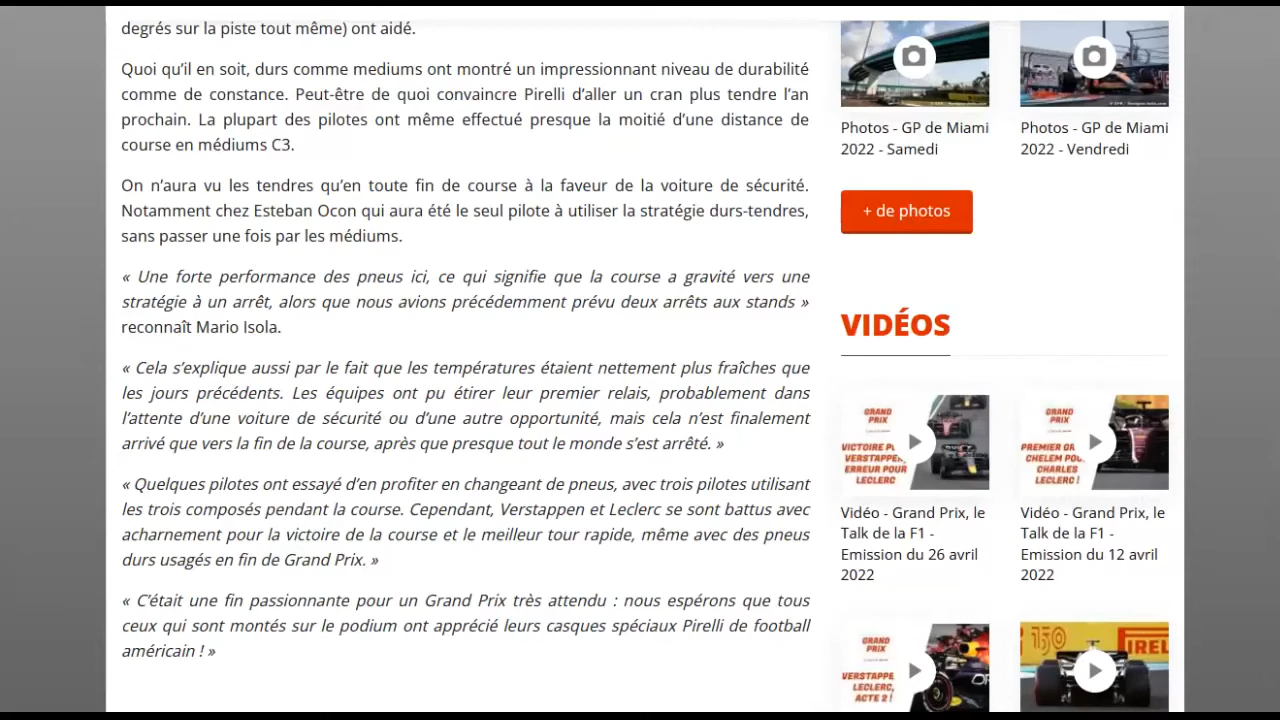 degrés sur la piste tout même) ont aidé.
Quoi qu’il en soit, durs comme mediums ont montré un impressionnant niveau de durabilité
comme de constance. Peut-être de quoi convaincre Pirelli d’aller un cran plus tendre l’an
prochain. La plupart des pilotes ont même effectué presque la moitié d’une distance de
course en médiums C3.
On n’aura vu les tendres qu’en toute fin de course à la faveur de la voiture de sécurité.
Notamment chez Esteban Ocon qui aura été le seul pilote à utiliser la stratégie durs-tendres,
sans passer une fois par les médiums.
« Une forte performance des pneus ici, ce qui signifie que la course a gravité vers une
stratégie à un arrêt, alors que nous avions précédemment prévu deux arrêts aux stands »
reconnaît Mario Isola.
« Cela s’explique aussi par le fait que les températures étaient nettement plus fraîches que
les jours précédents. Les équipes ont pu étirer leur premier relais, probablement dans
l’attente d’une voiture de sécurité ou d’une autre opportunité, mais cela n’est finalement
arrivé que vers la fin de la course, après que presque tout le monde s’est arrêté. »
« Quelques pilotes ont essayé d’en profiter en changeant de pneus, avec trois pilotes utilisant
les trois composés pendant la course. Cependant, Verstappen et Leclerc se sont battus avec
acharnement pour la victoire de la course et le meilleur tour rapide, même avec des pneus
durs usagés en fin de Grand Prix. »
« C’était une fin passionnante pour un Grand Prix très attendu : nous espérons que tous
ceux qui sont montés sur le podium ont apprécié leurs casques spéciaux Pirelli de football
américain ! »
Photos - GP de Miami
2022 - Samedi
Photos - GP de Miami
2022 - Vendredi
+ de photos
VIDÉOS
GRAND
PRIX
VICTOIRE
VERSTAPPEN,
ERREUR POUR
LECLERC !
Vidéo - Grand Prix, le
Talk de la F1 -
Emission du 26 avril
2022
GRAND
PRIX
PREMIER
CHELEM
CHARLES
LECLERC !
Vidéo - Grand Prix, le
Talk de la F1 -
Emission du 12 avril
2022
GRAND
PRIX
LECLERC,
ACTE 2 !